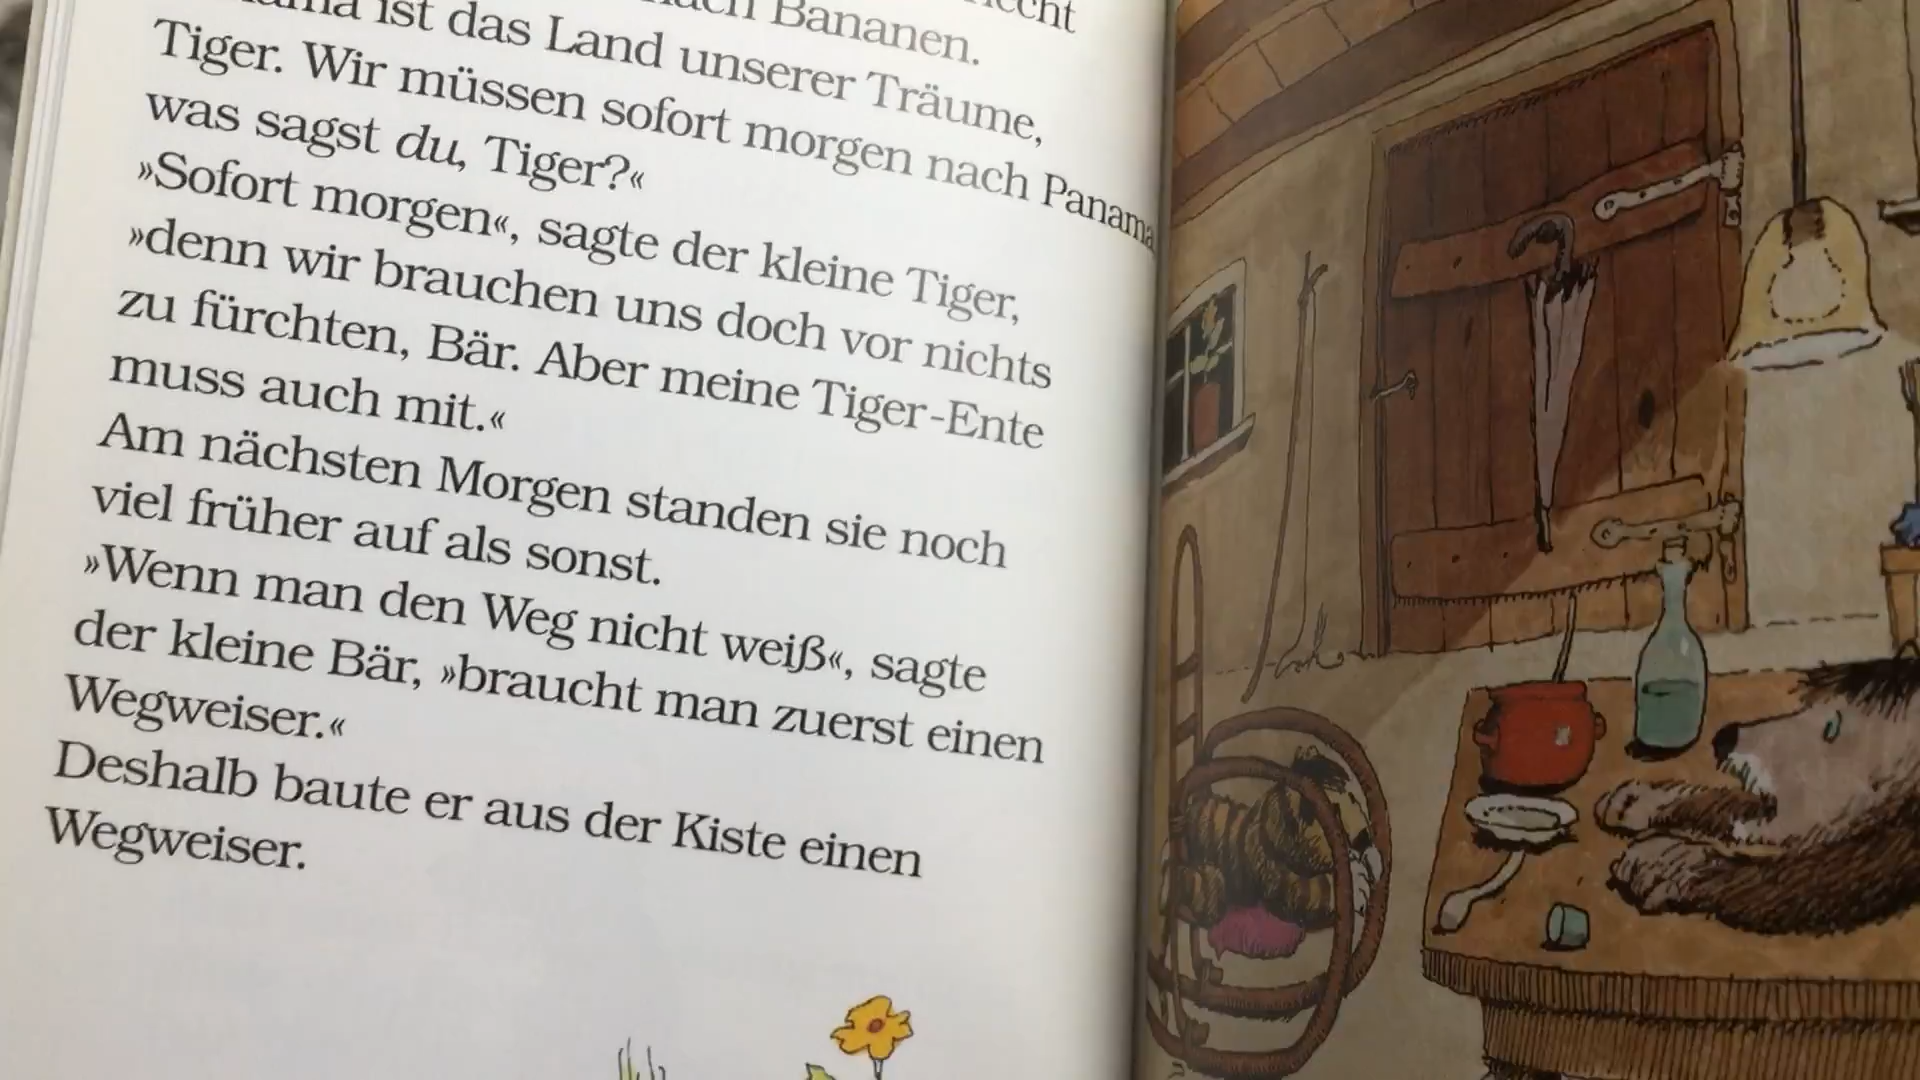 nach Bananen.
ist das Land unserer Träume,
Tiger. Wir müssen sofort morgen nach Panama
was sagst du, Tiger?«
»Sofort morgen«, sagte der kleine Tiger,
»denn wir brauchen uns doch vor nichts
zu fürchten, Bär. Aber meine Tiger-Ente
muss auch mit.«
Am nächsten Morgen standen sie noch
viel früher auf als sonst.
»Wenn man den Weg nicht weiß«, sagte
der kleine Bär, »braucht man zuerst einen
Wegweiser.«
Deshalb baute er aus der Kiste einen
Wegweiser.